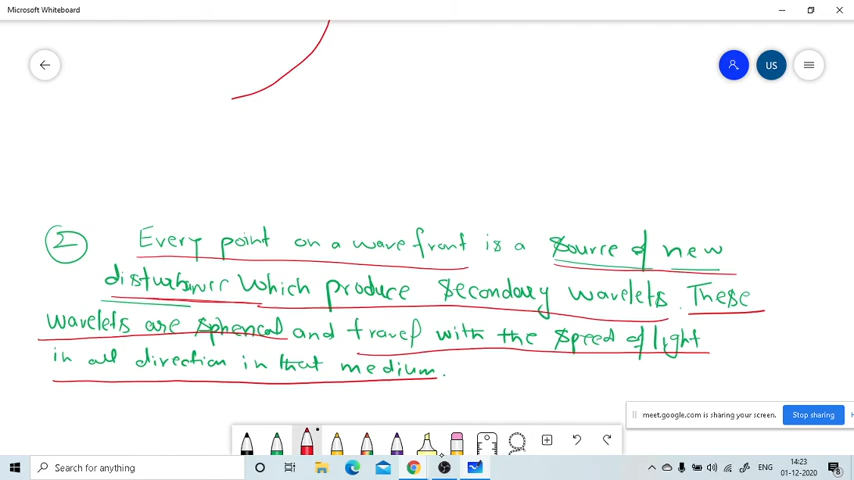 Microsoft Whiteboard
US
2 Every point on a wavefront is a source of new
disturbance which produce secondary wavelets. These
wavelets are spherical and travel with the speed of light
in all direction in that medium.
meet.google.com is sharing your screen. Stop sharing
Search for anything
ENG
14:23
01-12-2020